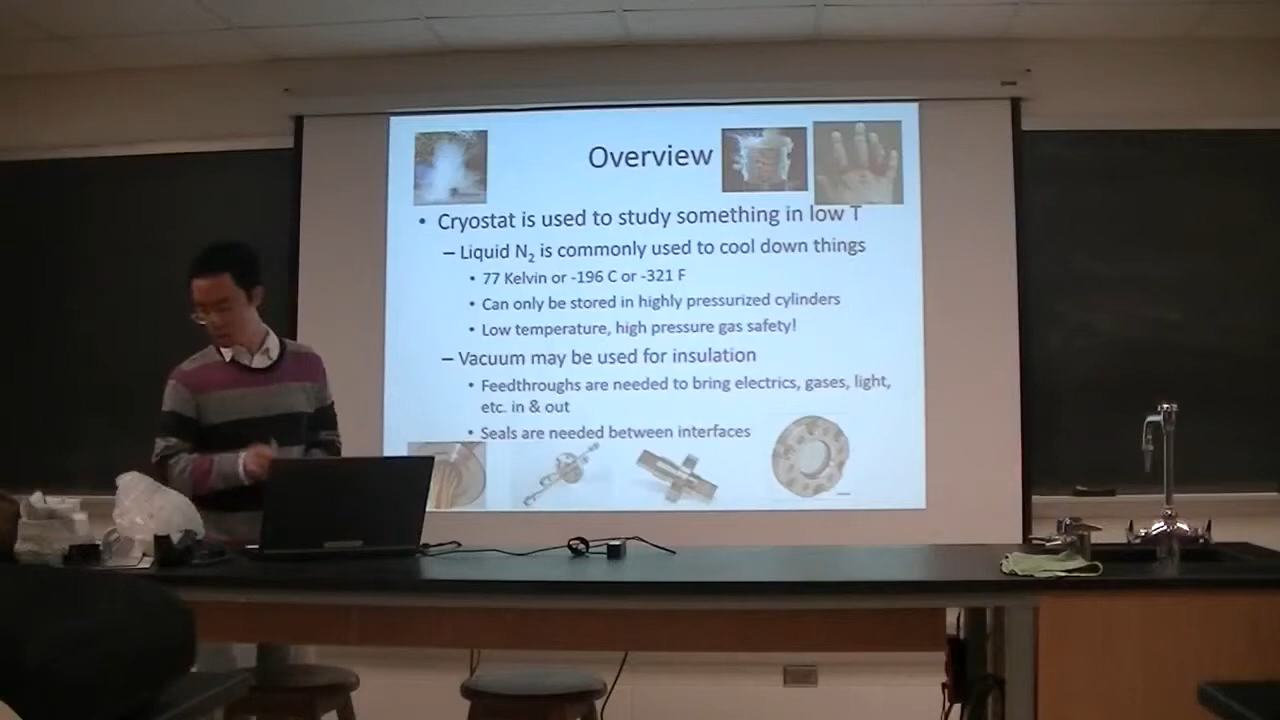 Overview
• Cryostat is used to study something in low T
– Liquid N₂ is commonly used to cool down things
• 77 Kelvin or -196 C or -321 F
• Can only be stored in highly pressurized cylinders
• Low temperature, high pressure gas safety!
– Vacuum may be used for insulation
• Feedthroughs are needed to bring electrics, gases, light,
etc. in & out
• Seals are needed between interfaces